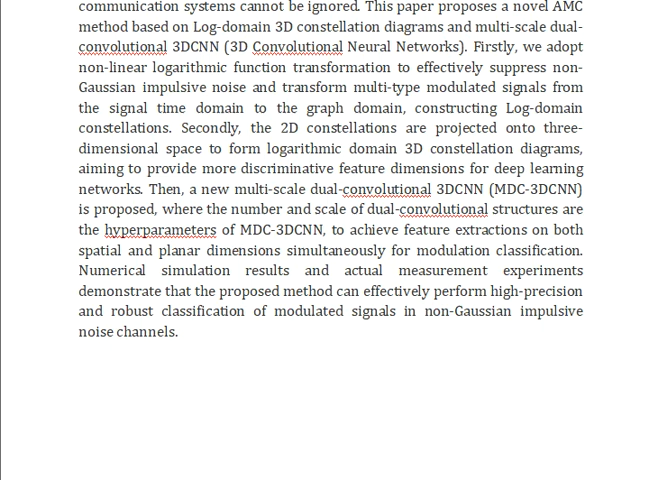 communication systems cannot be ignored. This paper proposes a novel AMC
method based on Log-domain 3D constellation diagrams and multi-scale dual-
convolutional 3DCNN (3D Convolutional Neural Networks). Firstly, we adopt
non-linear logarithmic function transformation to effectively suppress non-
Gaussian impulsive noise and transform multi-type modulated signals from
the signal time domain to the graph domain, constructing Log-domain
constellations. Secondly, the 2D constellations are projected onto three-
dimensional space to form logarithmic domain 3D constellation diagrams,
aiming to provide more discriminative feature dimensions for deep learning
networks. Then, a new multi-scale dual-convolutional 3DCNN (MDC-3DCNN)
is proposed, where the number and scale of dual-convolutional structures are
the hyperparameters of MDC-3DCNN, to achieve feature extractions on both
spatial and planar dimensions simultaneously for modulation classification.
Numerical simulation results and actual measurement experiments
demonstrate that the proposed method can effectively perform high-precision
and robust classification of modulated signals in non-Gaussian impulsive
noise channels.